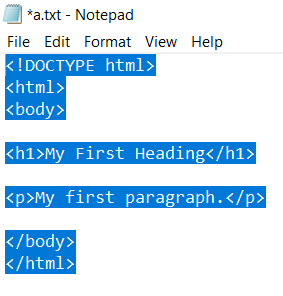 *a.txt - Notepad
File Edit Format View Help
<!DOCTYPE html>
<html>
<body>
<h1>My First Heading</h1>
<p>My first paragraph.</p>
</body>
</html>